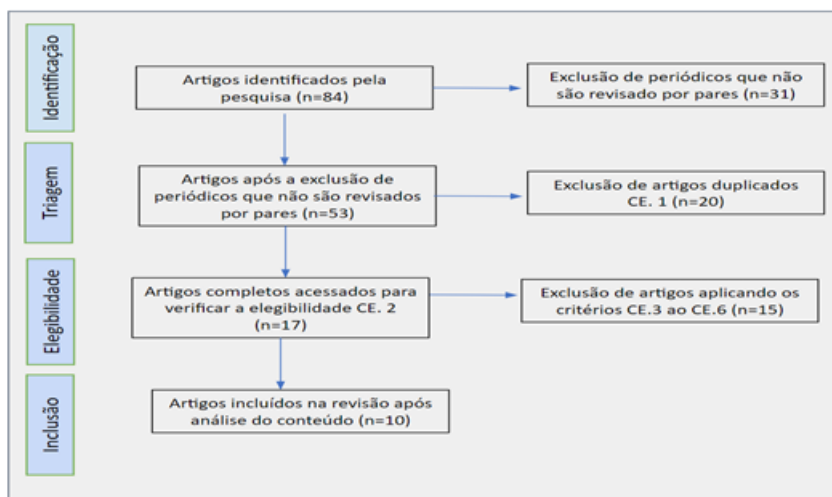 Identificação
Artigos identificados pela
pesquisa (n=84)
Exclusão de periódicos que não
são revisado por pares (n=31)
Triagem
Artigos após a exclusão de
periódicos que não são revisados
por pares (n=53)
Exclusão de artigos duplicados
CE. 1 (n=20)
Elegibilidade
Artigos completos acessados para
verificar a elegibilidade CE. 2
(n=17)
Exclusão de artigos aplicando os
critérios CE.3 ao CE.6 (n=15)
Inclusão
Artigos incluídos na revisão após
análise do conteúdo (n=10)